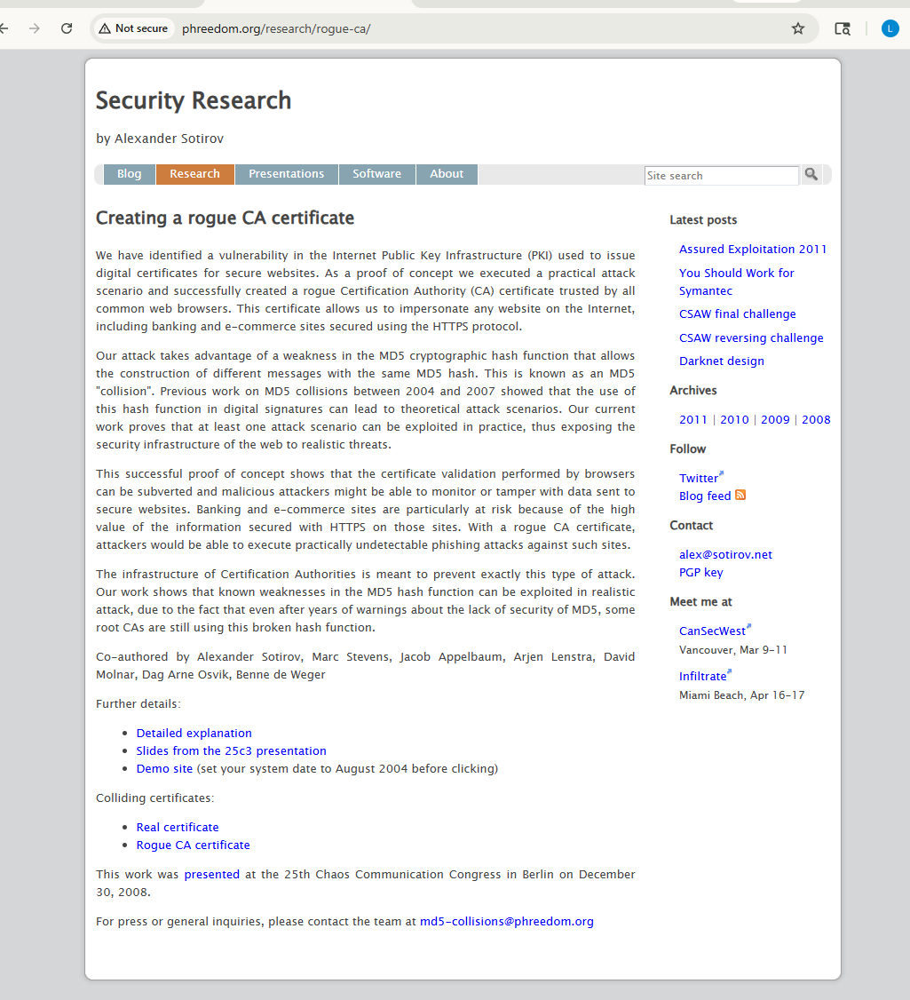 Not secure phreedom.org/research/rogue-ca/ L
Security Research
by Alexander Sotirov
Blog Research Presentations Software About Site search
Creating a rogue CA certificate
We have identified a vulnerability in the Internet Public Key Infrastructure (PKI) used to issue
digital certificates for secure websites. As a proof of concept we executed a practical attack
scenario and successfully created a rogue Certification Authority (CA) certificate trusted by all
common web browsers. This certificate allows us to impersonate any website on the Internet,
including banking and e-commerce sites secured using the HTTPS protocol.
Our attack takes advantage of a weakness in the MD5 cryptographic hash function that allows
the construction of different messages with the same MD5 hash. This is known as an MD5
"collision". Previous work on MD5 collisions between 2004 and 2007 showed that the use of
this hash function in digital signatures can lead to theoretical attack scenarios. Our current
work proves that at least one attack scenario can be exploited in practice, thus exposing the
security infrastructure of the web to realistic threats.
This successful proof of concept shows that the certificate validation performed by browsers
can be subverted and malicious attackers might be able to monitor or tamper with data sent to
secure websites. Banking and e-commerce sites are particularly at risk because of the high
value of the information secured with HTTPS on those sites. With a rogue CA certificate,
attackers would be able to execute practically undetectable phishing attacks against such sites.
The infrastructure of Certification Authorities is meant to prevent exactly this type of attack.
Our work shows that known weaknesses in the MD5 hash function can be exploited in realistic
attack, due to the fact that even after years of warnings about the lack of security of MD5, some
root CAs are still using this broken hash function.
Co-authored by Alexander Sotirov, Marc Stevens, Jacob Appelbaum, Arjen Lenstra, David
Molnar, Dag Arne Osvik, Benne de Weger
Further details:
• Detailed explanation
• Slides from the 25c3 presentation
• Demo site (set your system date to August 2004 before clicking)
Colliding certificates:
• Real certificate
• Rogue CA certificate
This work was presented at the 25th Chaos Communication Congress in Berlin on December
30, 2008.
For press or general inquiries, please contact the team at md5-collisions@phreedom.org
Latest posts
Assured Exploitation 2011
You Should Work for
Symantec
CSAW final challenge
CSAW reversing challenge
Darknet design
Archives
2011 | 2010 | 2009 | 2008
Follow
Twitter
Blog feed
Contact
alex@sotirov.net
PGP key
Meet me at
CanSecWest
Vancouver, Mar 9-11
Infiltrate
Miami Beach, Apr 16-17